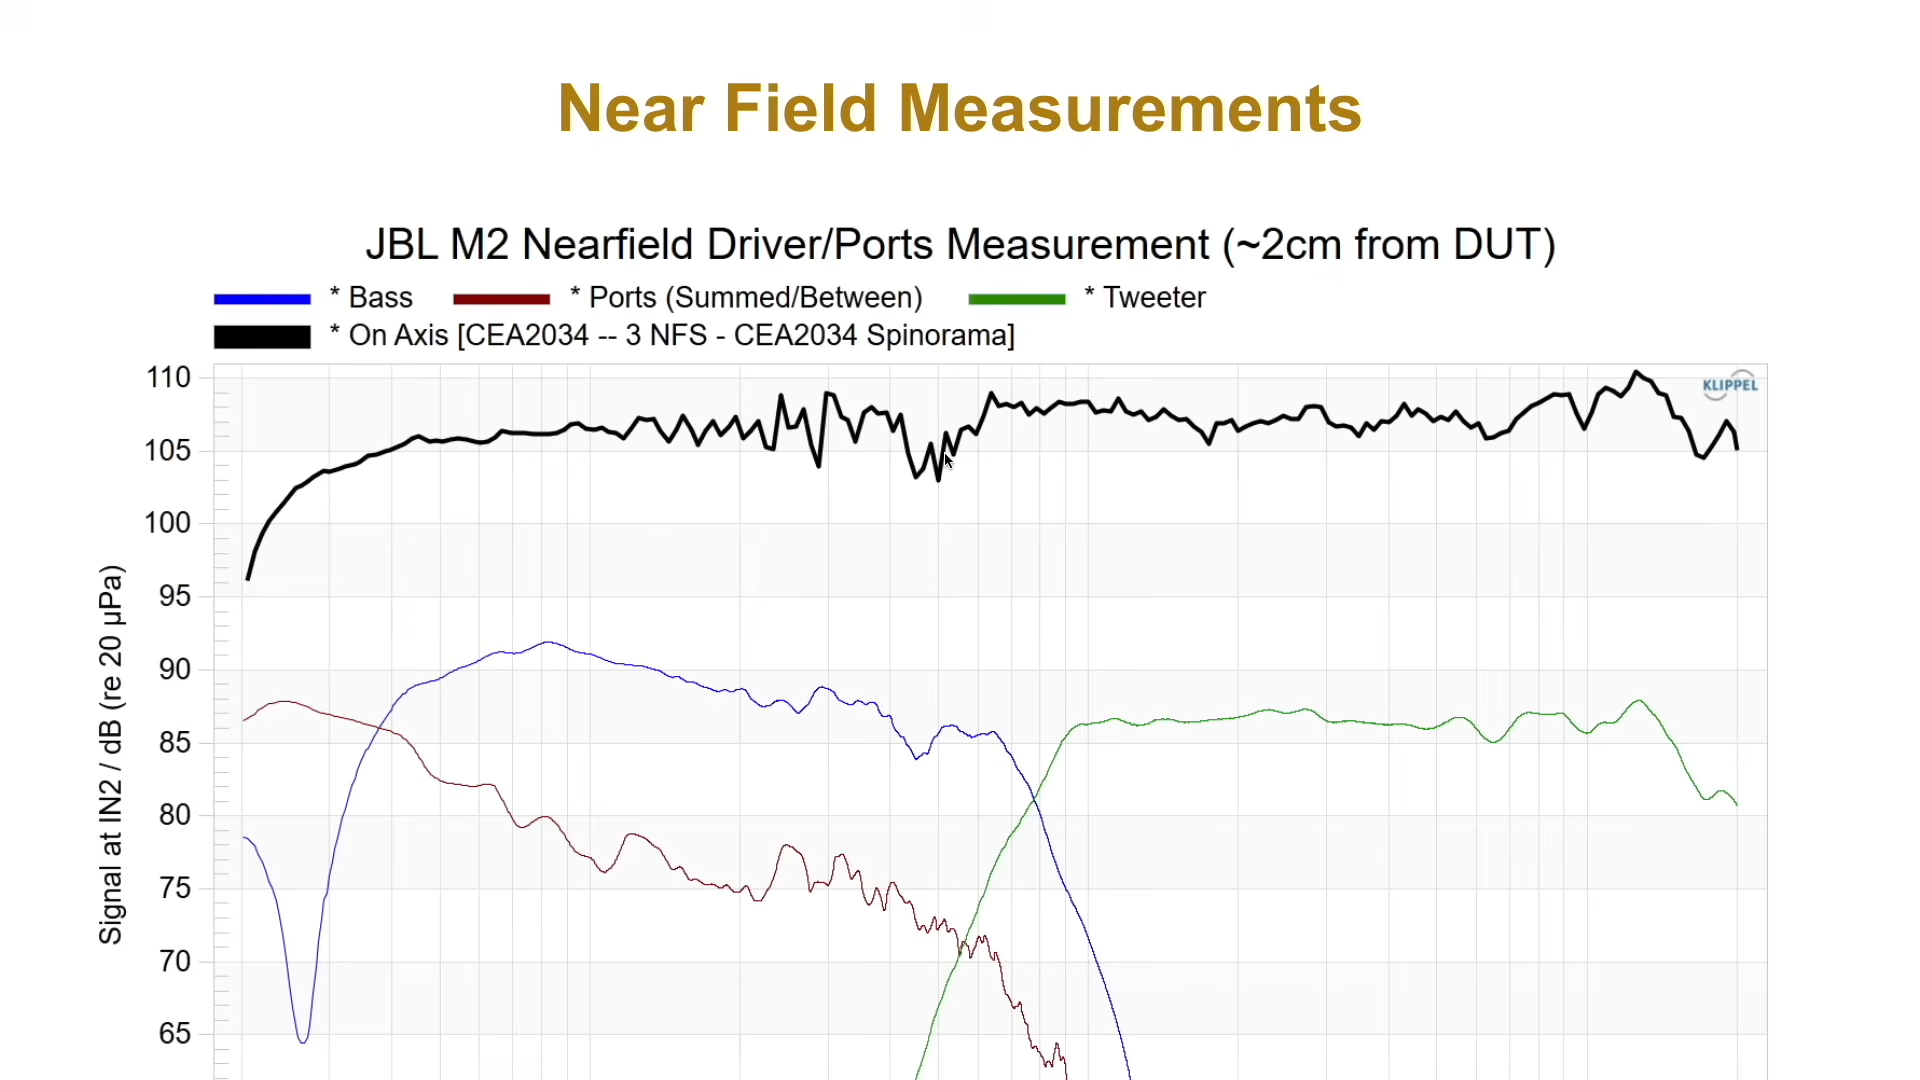 Near Field Measurements
JBL M2 Nearfield Driver/Ports Measurement (~2cm from DUT)
* Bass * Ports (Summed/Between) * Tweeter
* On Axis [CEA2034 -- 3 NFS - CEA2034 Spinorama]
KLIPPEL
Signal at IN2 / dB (re 20 µPa)
110
105
100
95
90
85
80
75
70
65